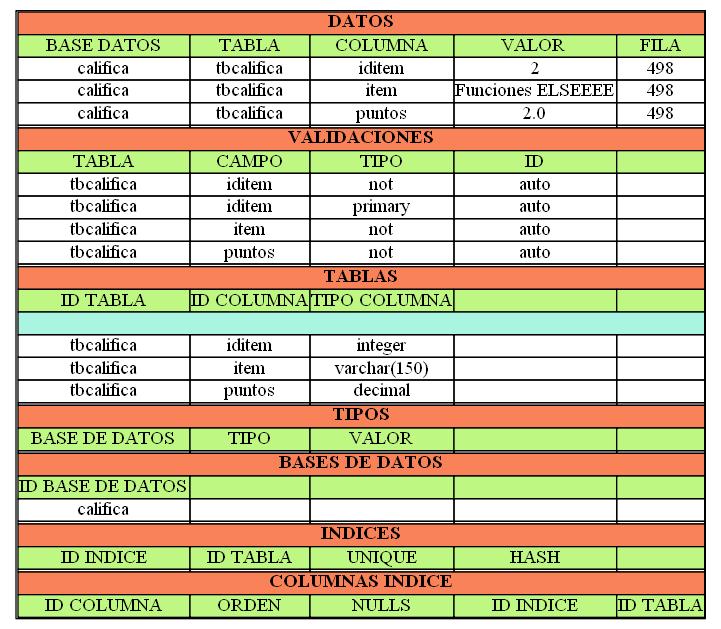 DATOS
BASE DATOS TABLA COLUMNA VALOR FILA
califica tbcalifica iditem 2 498
califica tbcalifica item Funciones ELSEEEE 498
califica tbcalifica puntos 2.0 498
VALIDACIONES
TABLA CAMPO TIPO ID
tbcalifica iditem not auto
tbcalifica iditem primary auto
tbcalifica item not auto
tbcalifica puntos not auto
TABLAS
ID TABLA ID COLUMNA TIPO COLUMNA
tbcalifica iditem integer
tbcalifica item varchar(150)
tbcalifica puntos decimal
TIPOS
BASE DE DATOS TIPO VALOR
BASES DE DATOS
ID BASE DE DATOS
califica
INDICES
ID INDICE ID TABLA UNIQUE HASH
COLUMNAS INDICE
ID COLUMNA ORDEN NULLS ID INDICE ID TABLA